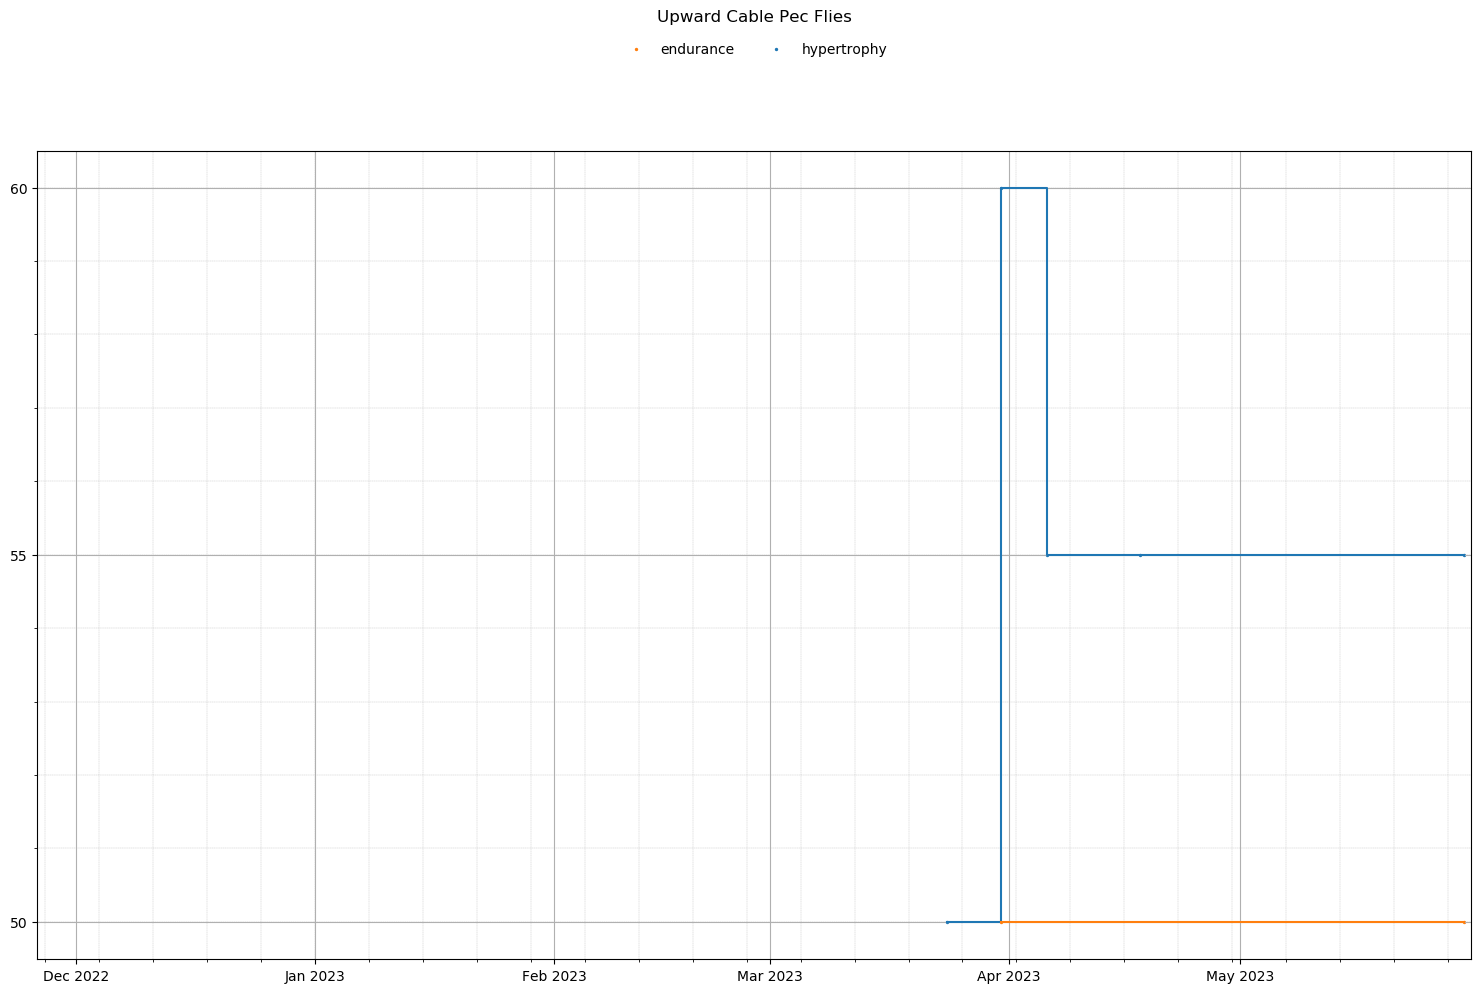 Upward Cable Pec Flies
endurance hypertrophy
60
55
50
Dec 2022 Jan 2023 Feb 2023 Mar 2023 Apr 2023 May 2023